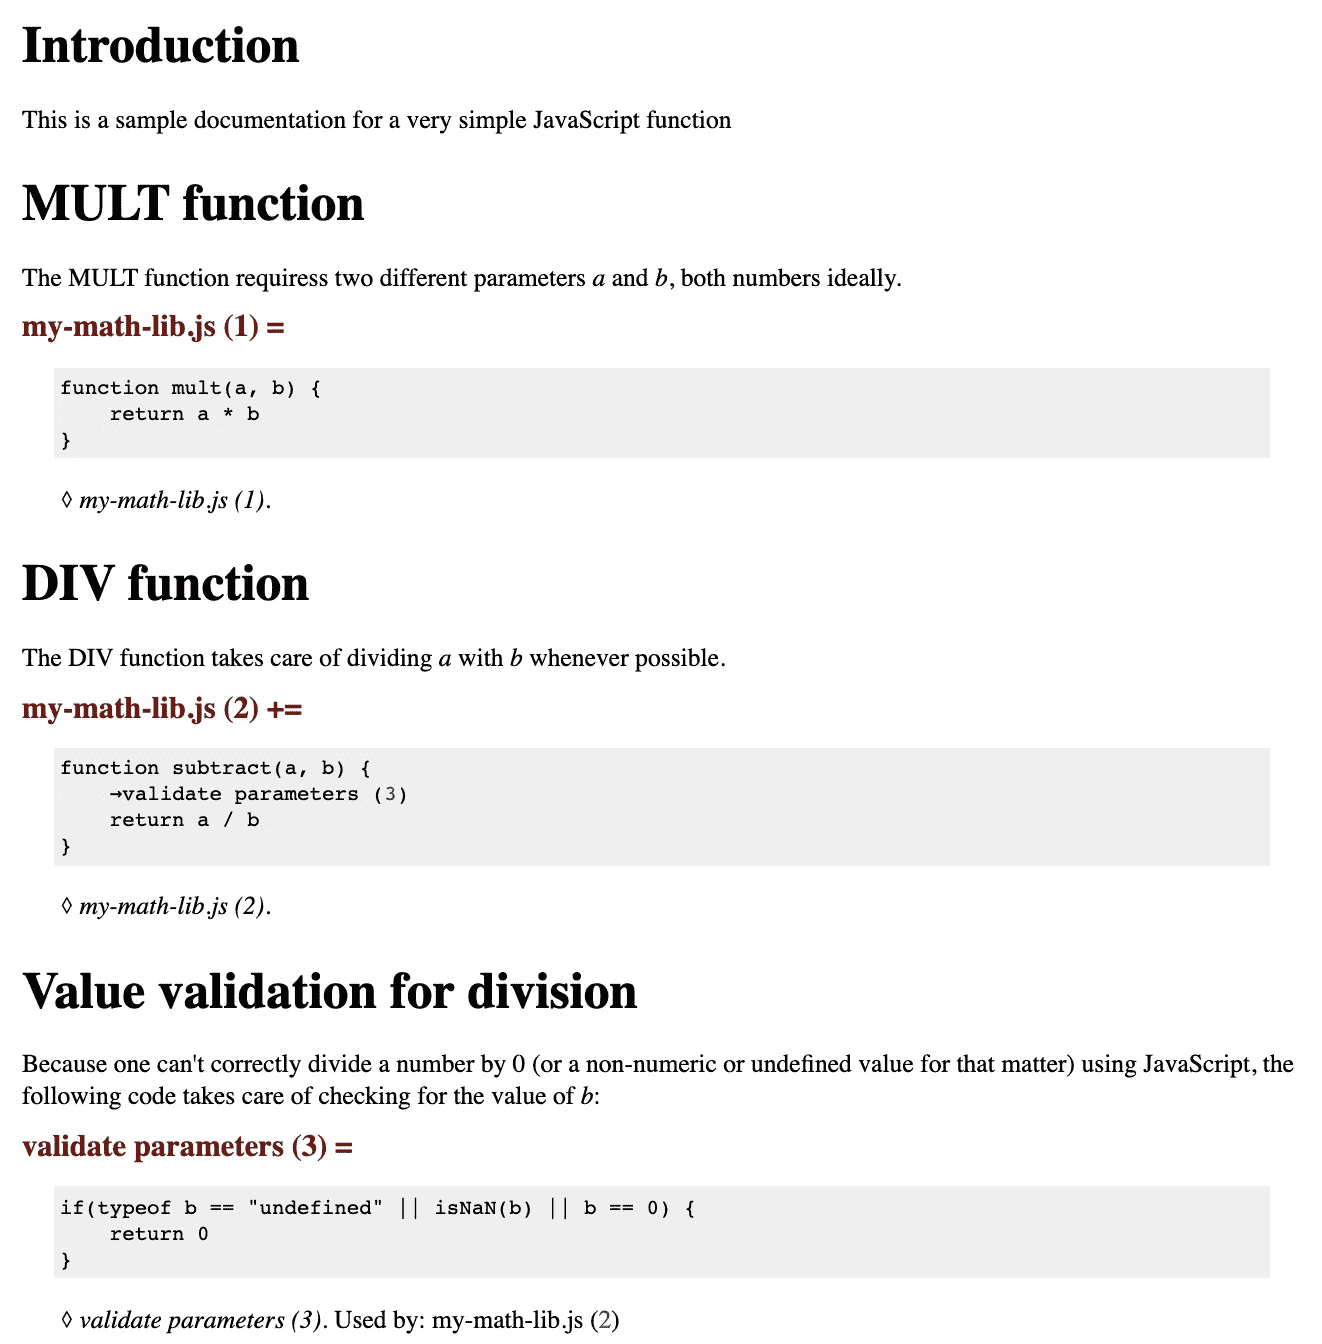 Introduction
This is a sample documentation for a very simple JavaScript function
MULT function
The MULT function requiress two different parameters a and b, both numbers ideally.
my-math-lib.js (1) =
function mult(a, b) {
    return a * b
}
◊ my-math-lib.js (1).
DIV function
The DIV function takes care of dividing a with b whenever possible.
my-math-lib.js (2) +=
function subtract(a, b) {
    →validate parameters (3)
    return a / b
}
◊ my-math-lib.js (2).
Value validation for division
Because one can't correctly divide a number by 0 (or a non-numeric or undefined value for that matter) using JavaScript, the
following code takes care of checking for the value of b:
validate parameters (3) =
if(typeof b == "undefined" || isNaN(b) || b == 0) {
    return 0
}
◊ validate parameters (3). Used by: my-math-lib.js (2)